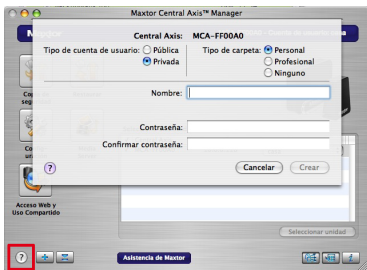 Maxtor Central Axis™ Manager
Central Axis: MCA-FF00A0
Tipo de cuenta de usuario: Pública
Privada
Tipo de carpeta: Personal
Profesional
Ninguno
Nombre:
Contraseña:
Confirmar contraseña:
? Cancelar Crear
Acceso Web y
Uso Compartido
Seleccionar unidad
? + Asistencia de Maxtor i